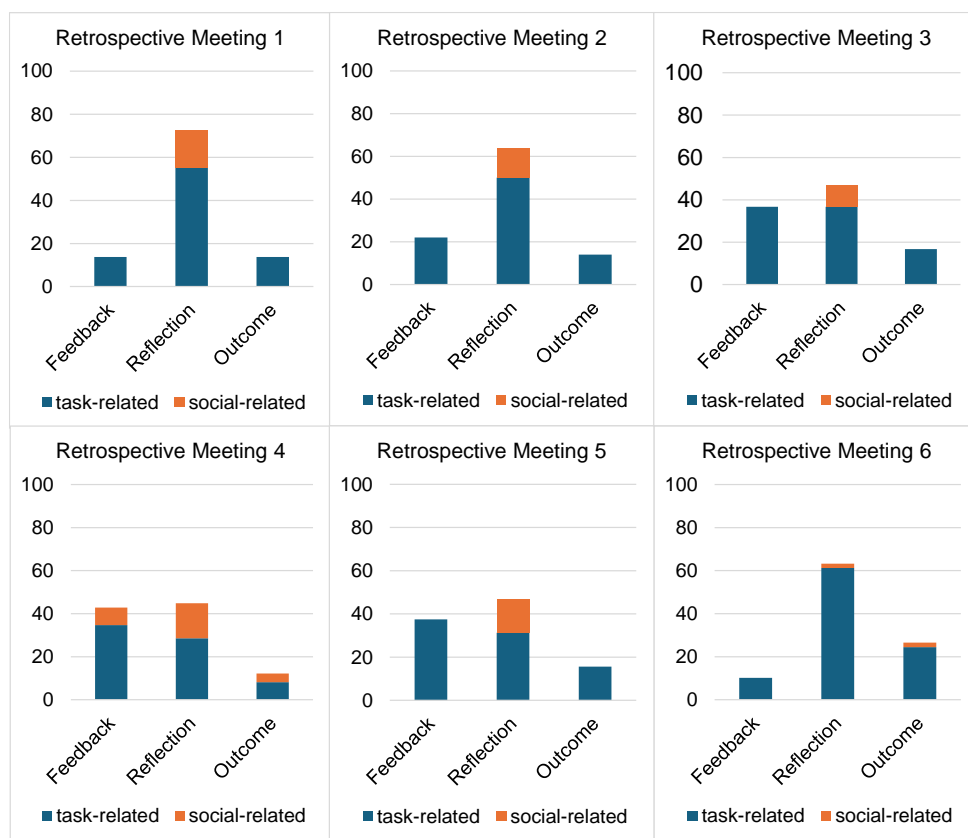 Retrospective Meeting 1
100
80
60
40
20
0
Feedback
Reflection
Outcome
task-related social-related
Retrospective Meeting 2
100
80
60
40
20
0
Feedback
Reflection
Outcome
task-related social-related
Retrospective Meeting 3
100
80
60
40
20
0
Feedback
Reflection
Outcome
task-related social-related
Retrospective Meeting 4
100
80
60
40
20
0
Feedback
Reflection
Outcome
task-related social-related
Retrospective Meeting 5
100
80
60
40
20
0
Feedback
Reflection
Outcome
task-related social-related
Retrospective Meeting 6
100
80
60
40
20
0
Feedback
Reflection
Outcome
task-related social-related